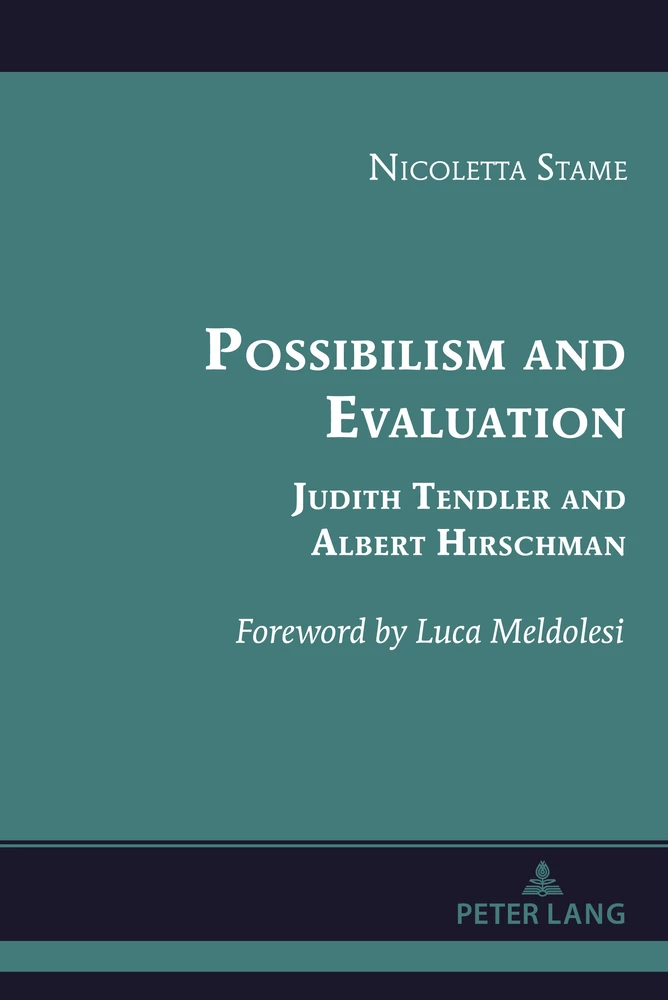 Nicoletta Stame
Possibilism and
Evaluation
Judith Tendler and
Albert Hirschman
Foreword by Luca Meldolesi
PETER LANG